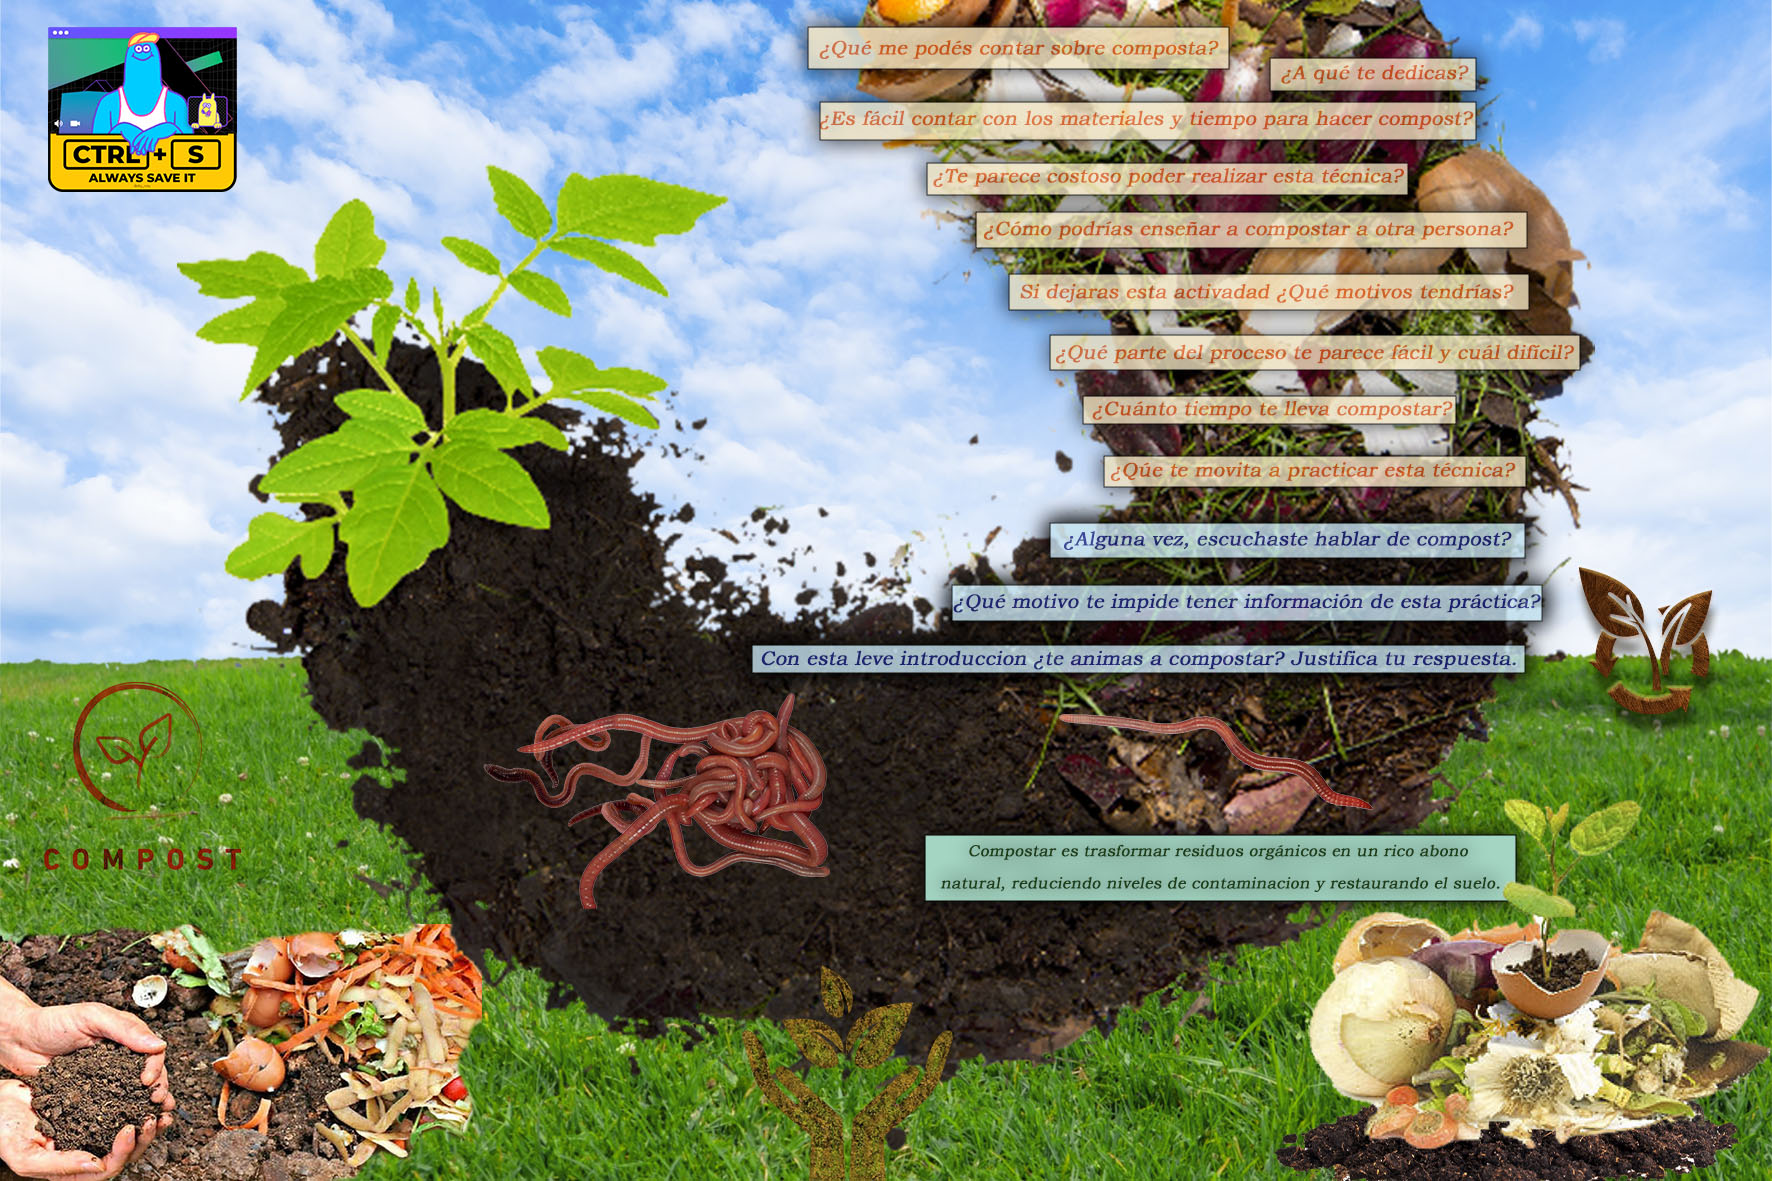 CTRL + S
ALWAYS SAVE IT
¿Qué me podés contar sobre composta?
¿A qué te dedicas?
¿Es fácil contar con los materiales y tiempo para hacer compost?
¿Te parece costoso poder realizar esta técnica?
¿Cómo podrías enseñar a compostar a otra persona?
Si dejaras esta activadad ¿Qué motivos tendrías?
¿Qué parte del proceso te parece fácil y cuál difícil?
¿Cuánto tiempo te lleva compostar?
¿Qúe te movita a practicar esta técnica?
¿Alguna vez, escuchaste hablar de compost?
¿Qué motivo te impide tener información de esta práctica?
Con esta leve introduccion ¿te animas a compostar? Justifica tu respuesta.
COMPOST
Compostar es trasformar residuos orgánicos en un rico abono
natural, reduciendo niveles de contaminacion y restaurando el suelo.